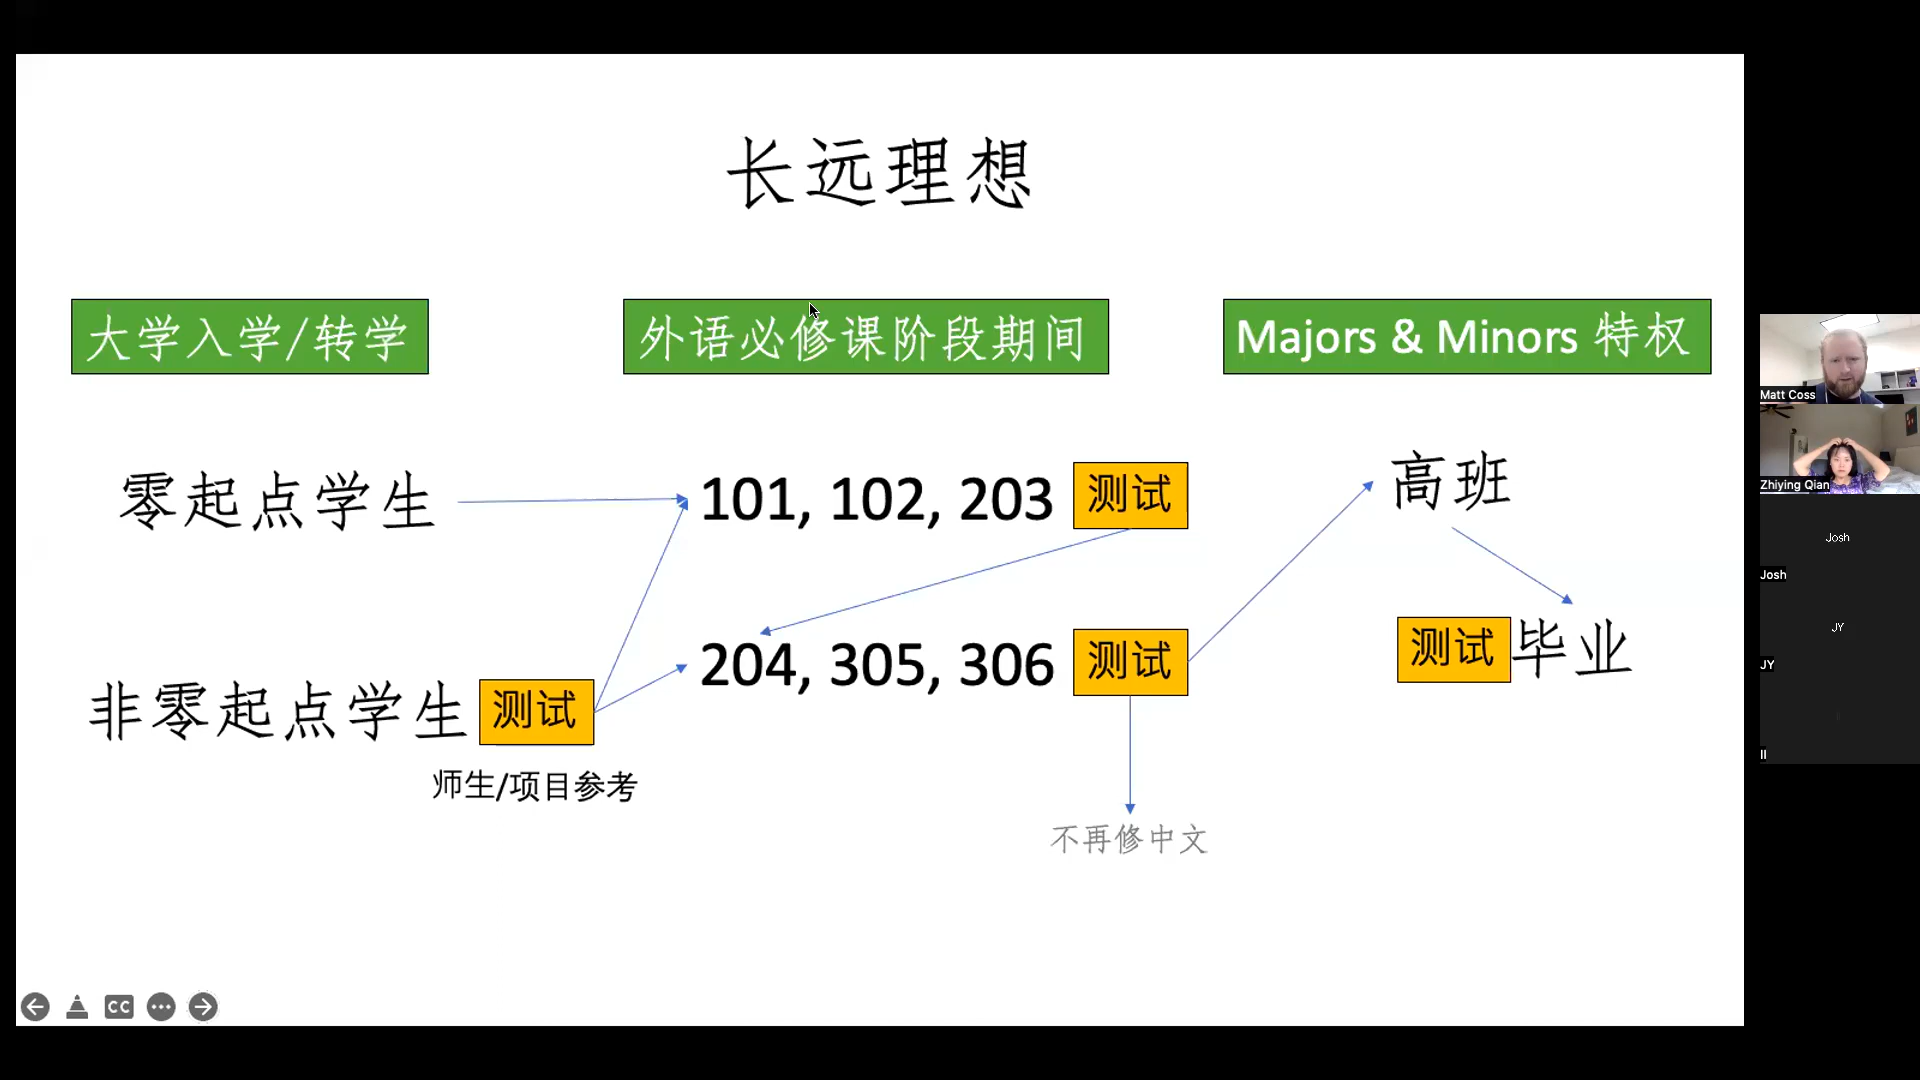 长远理想
大学入学/转学
外语必修课阶段期间
Majors & Minors 特权
零起点学生
101, 102, 203
测试
高班
204, 305, 306
测试
测试
毕业
非零起点学生
测试
师生/项目参考
不再修中文
CC
Matt Coss
Zhiying Qian
Josh
Josh
JY
JY
II